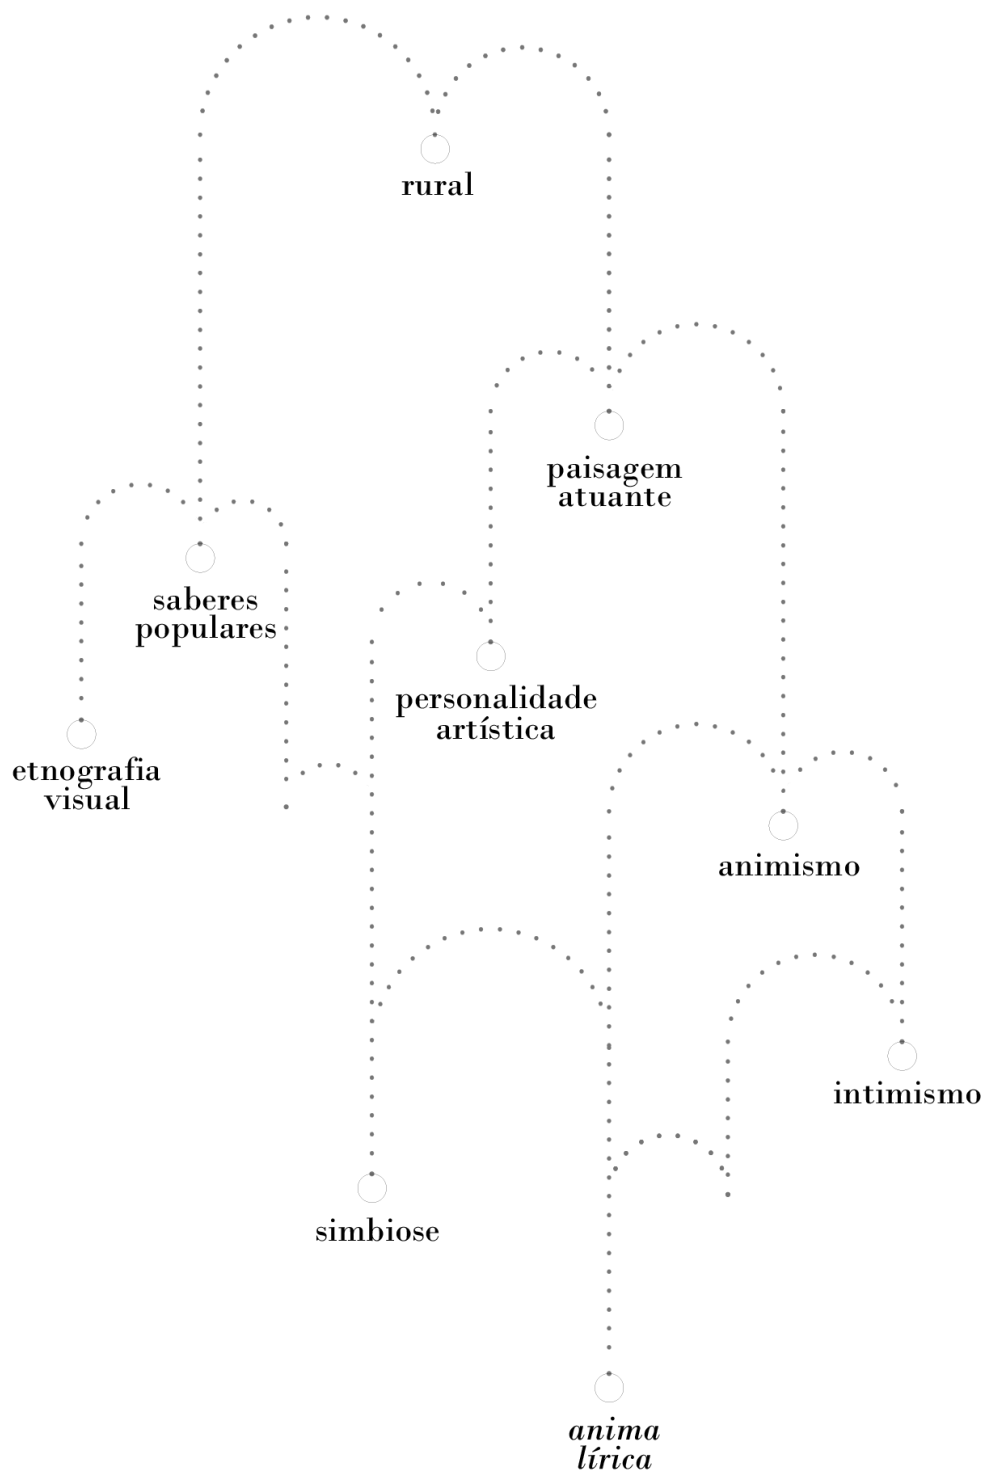 rural
paisagem
atuante
saberes
populares
personalidade
artística
etnografia
visual
animismo
intimismo
simbiose
anima
lírica